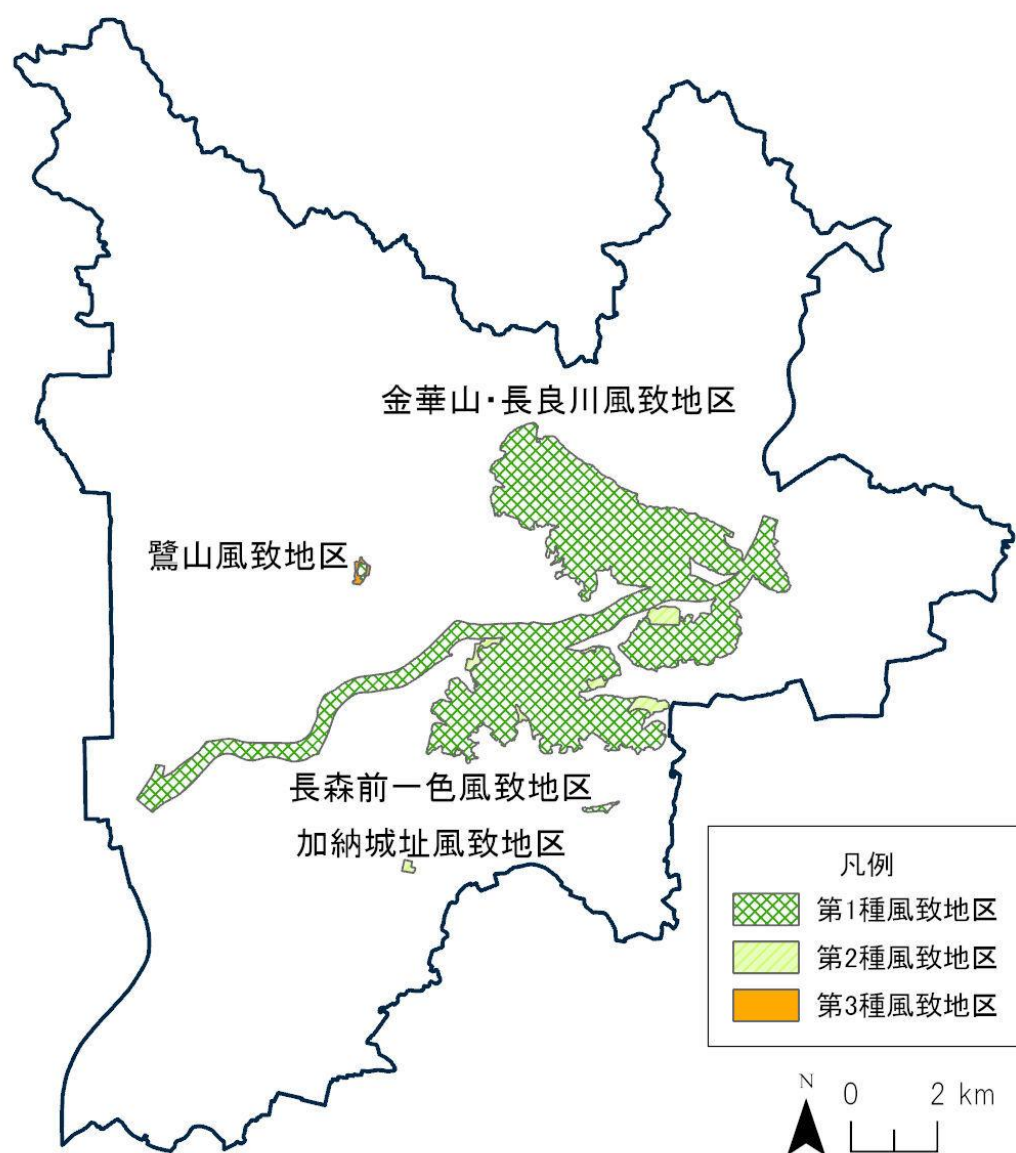 金華山・長良川風致地区
鷺山風致地区
長森前一色風致地区
加納城址風致地区
凡例
第1種風致地区
第2種風致地区
第3種風致地区
N
0 2 km